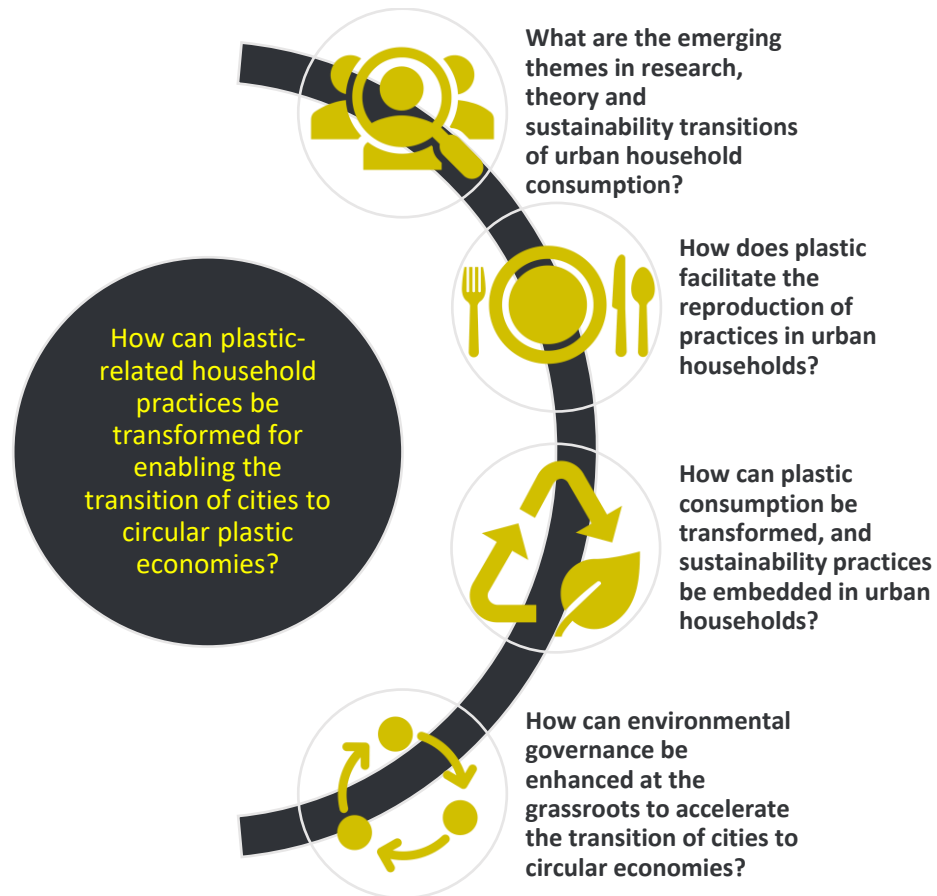 What are the emerging
themes in research,
theory and
sustainability transitions
of urban household
consumption?
How does plastic
facilitate the
reproduction of
practices in urban
households?
How can plastic-
related household
practices be
transformed for
enabling the
transition of cities to
circular plastic
economies?
How can plastic
consumption be
transformed, and
sustainability practices
be embedded in urban
households?
How can environmental
governance be
enhanced at the
grassroots to accelerate
the transition of cities to
circular economies?